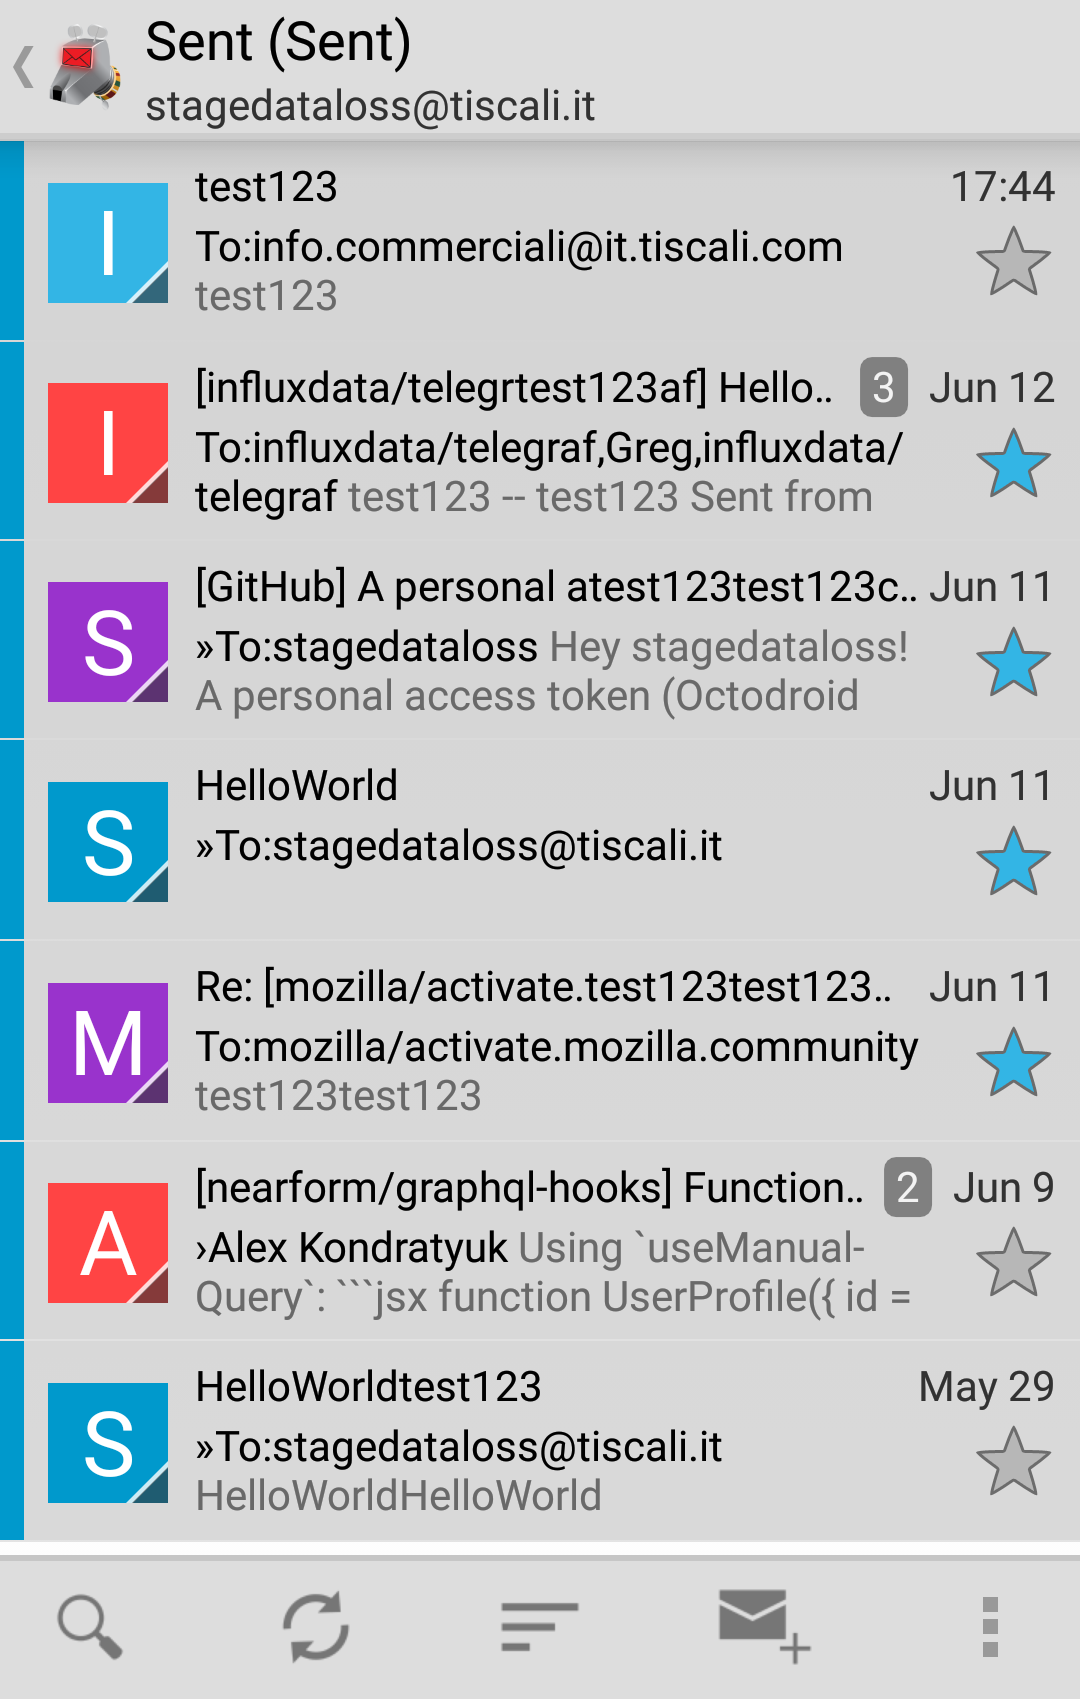 Sent (Sent)
stagedataloss@tiscali.it
I
test123
17:44
To:info.commerciali@it.tiscali.com
test123
I
[influxdata/telegrtest123af] Hello..
3
Jun 12
To:influxdata/telegraf,Greg,influxdata/
telegraf test123 -- test123 Sent from
S
[GitHub] A personal atest123test123c..
Jun 11
»To:stagedataloss Hey stagedataloss!
A personal access token (Octodroid
S
HelloWorld
Jun 11
»To:stagedataloss@tiscali.it
M
Re: [mozilla/activate.test123test123..
Jun 11
To:mozilla/activate.mozilla.community
test123test123
A
[nearform/graphql-hooks] Function..
2
Jun 9
›Alex Kondratyuk Using `useManual-
Query`: ```jsx function UserProfile({ id =
S
HelloWorldtest123
May 29
»To:stagedataloss@tiscali.it
HelloWorldHelloWorld